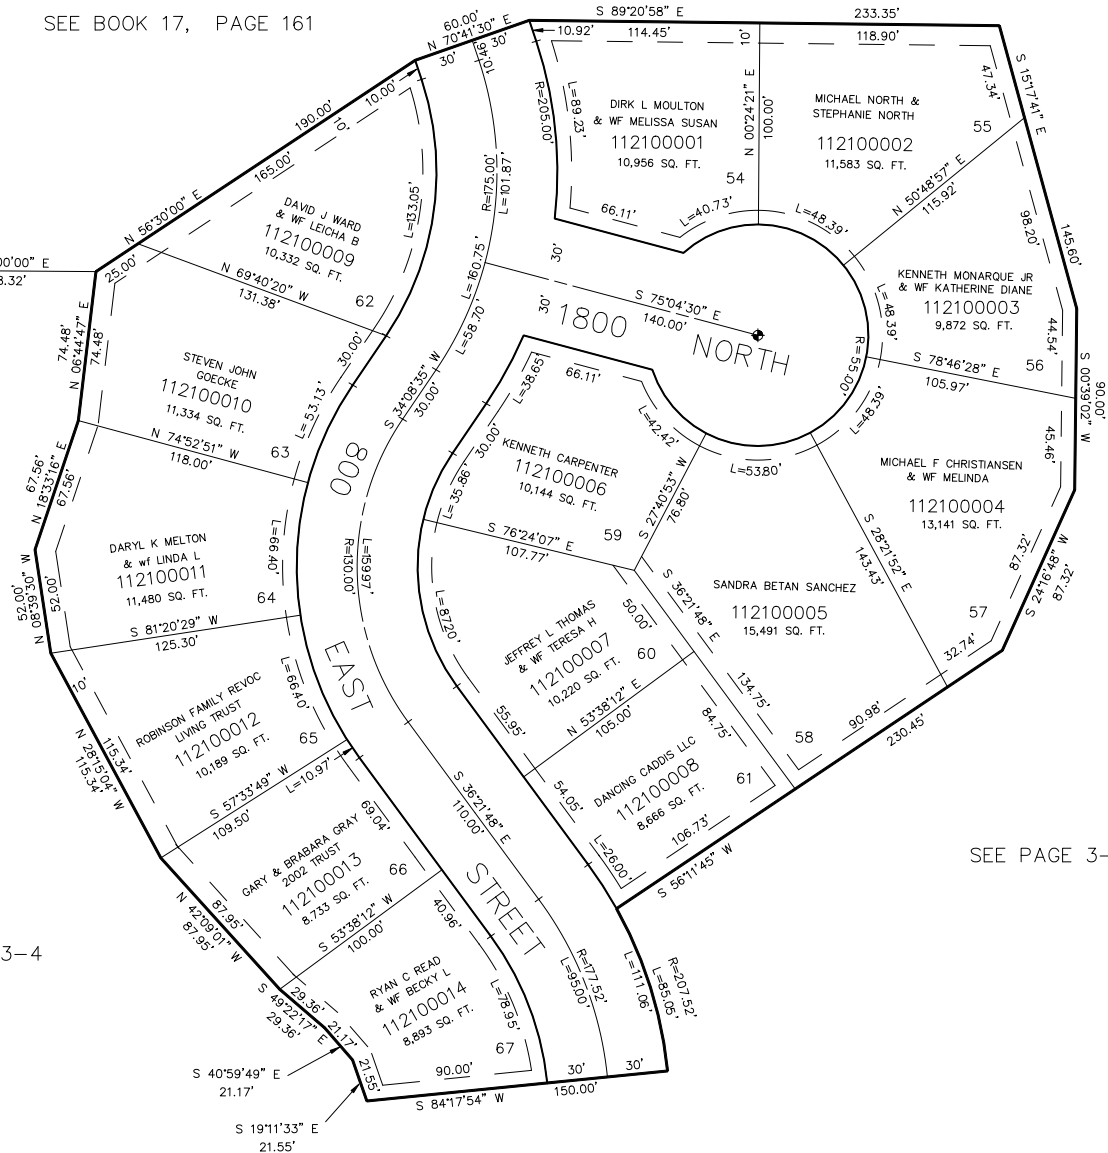 SEE BOOK 17, PAGE 161
S 89°20'58" E
233.35'
10.92'
114.45'
118.90'
60.00'
N 70°41'30" E
30'
30'
10.46
10.00'
190.00'
10'
165.00'
N 56°30'00" E
25.00'
00'00" E
8.32'
R=205.00'
L=89.23'
DIRK L MOULTON
& WF MELISSA SUSAN
112100001
10,956 SQ. FT.
54
10'
N 00°24'21" E
100.00'
66.11'
L=40.73'
MICHAEL NORTH &
STEPHANIE NORTH
112100002
11,583 SQ. FT.
55
47.34'
S 15°17'41" E
145.60'
L=48.39'
N 50°48'57" E
115.92'
98.20'
KENNETH MONARQUE JR
& WF KATHERINE DIANE
112100003
9,872 SQ. FT.
56
44.54'
L=48.39'
R=55.00'
S 78°46'28" E
105.97'
S 00°39'02" W
90.00'
45.46'
L=48.39'
MICHAEL F CHRISTIANSEN
& WF MELINDA
112100004
13,141 SQ. FT.
57
87.32'
S 24°16'48" W
87.32'
32.74'
S 28°21'52" E
143.43'
DAVID J WARD
& WF LEICHA B
112100009
10,332 SQ. FT.
62
L=133.05'
R=175.00'
L=101.87'
L=160.75'
L=58.70'
N 69°40'20" W
131.38'
30'
30'
S 75°04'30" E
140.00'
1800 NORTH
74.48'
N 06°44'47" E
74.48'
STEVEN JOHN
GOECKE
112100010
11,334 SQ. FT.
63
30.00'
L=53.13'
S 34°08'35" W
30.00'
N 74°52'51" W
118.00'
L=38.65'
66.11'
L=42.42'
L=53.80'
30.00'
L=35.86'
KENNETH CARPENTER
112100006
10,144 SQ. FT.
59
S 27°40'53" W
76.80'
S 76°24'07" E
107.77'
67.56'
N 18°33'16" E
67.56'
DARYL K MELTON
& wf LINDA L
112100011
11,480 SQ. FT.
64
L=66.40'
N 08°39'30" W
52.00'
52.00'
S 81°20'29" W
125.30'
R=130.00'
L=159.97'
L=87.20'
800 EAST STREET
SANDRA BETAN SANCHEZ
112100005
15,491 SQ. FT.
58
S 36°21'48" E
134.75'
90.98'
230.45'
JEFFREY L THOMAS
& WF TERESA H
112100007
10,220 SQ. FT.
60
50.00'
55.95'
N 53°38'12" E
105.00'
84.75'
DANCING CADDIS LLC
112100008
8,666 SQ. FT.
61
54.05'
L=26.00'
106.73'
S 56°11'45" W
10'
ROBINSON FAMILY REVOC
LIVING TRUST
112100012
10,189 SQ. FT.
65
L=66.40'
115.34'
N 28°15'04" W
115.34'
S 57°33'49" W
109.50'
L=10.97'
S 36°21'48" E
110.00'
GARY & BRABARA GRAY
2002 TRUST
112100013
8.733 SQ. FT.
66
69.04'
87.95'
N 42°09'01" W
87.95'
S 53°38'12" W
100.00'
40.96'
RYAN C READ
& WF BECKY L
112100014
8,893 SQ. FT.
67
L=78.95'
29.36'
S 49°22'17" E
29.36'
21.17'
21.55'
90.00'
S 84°17'54" W
150.00'
30'
30'
R=177.52'
L=95.00'
L=111.06'
R=207.52'
L=85.05'
S 40°59'49" E
21.17'
S 19°11'33" E
21.55'
SEE PAGE 3-
3-4